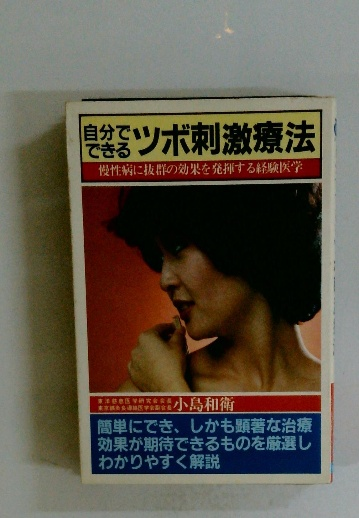 自分で
できる
ツボ刺激療法
慢性病に抜群の効果を発揮する経験医学
小島和衛
簡単にでき、しかも顕著な治療
効果が期待できるものを厳選し
わかりやすく解説